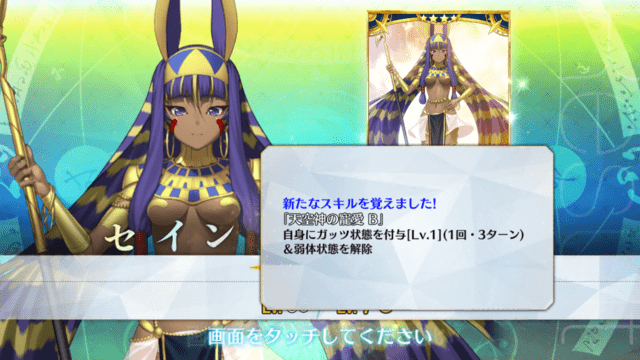 新たなスキルを覚えました!
「天空神の寵愛 B」
自身にガッツ状態を付与[Lv.1](1回・3ターン)
＆弱体状態を解除
セイン
画面をタッチしてください